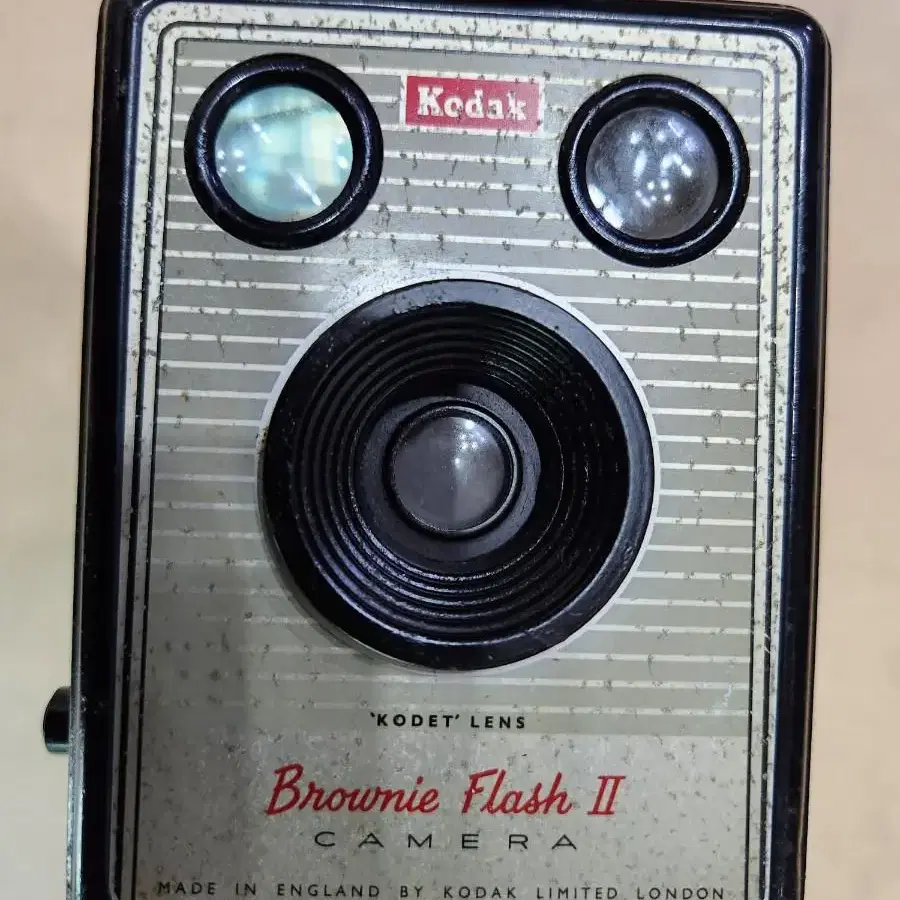 Kodak
'KODET' LENS
Brownie Flash II
CAMERA
MADE IN ENGLAND BY KODAK LIMITED LONDON